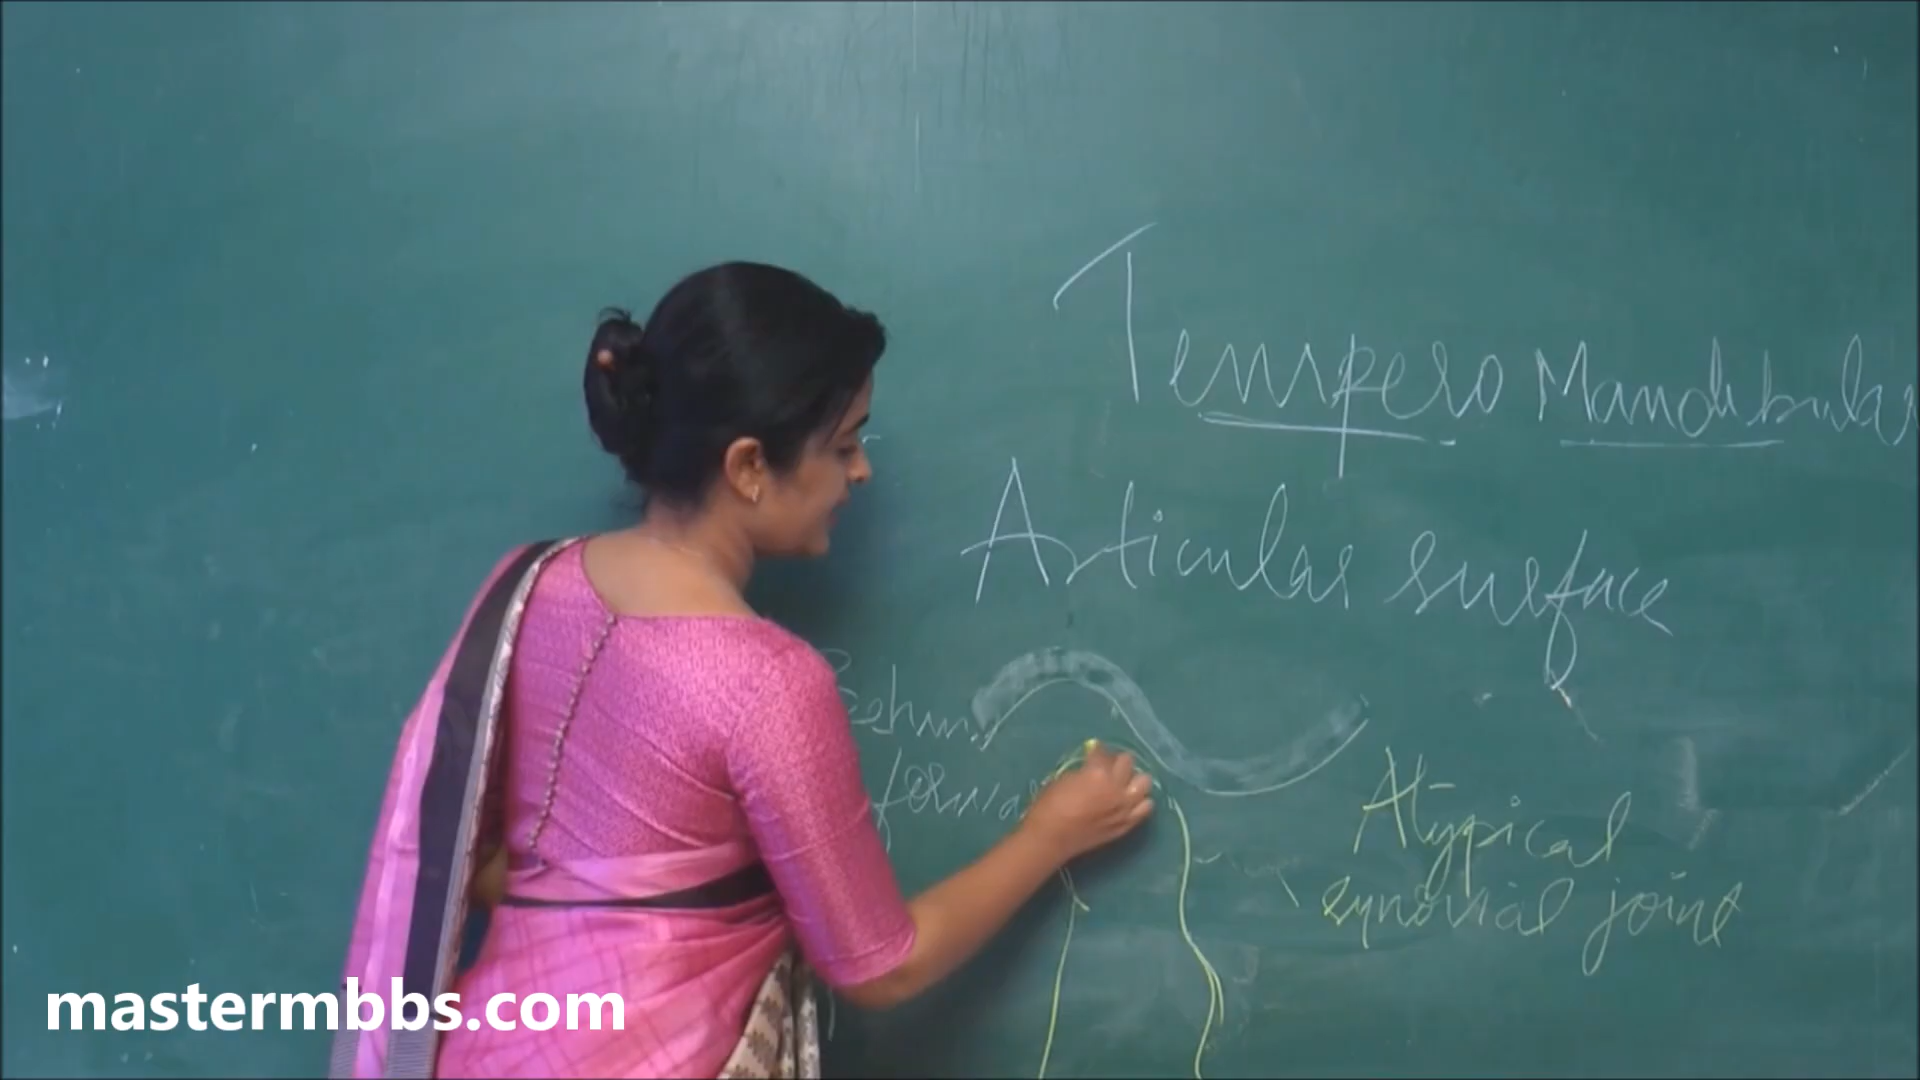 Tempero Mandibular
Articular surface
Atypical
synovial joint
mastermbbs.com